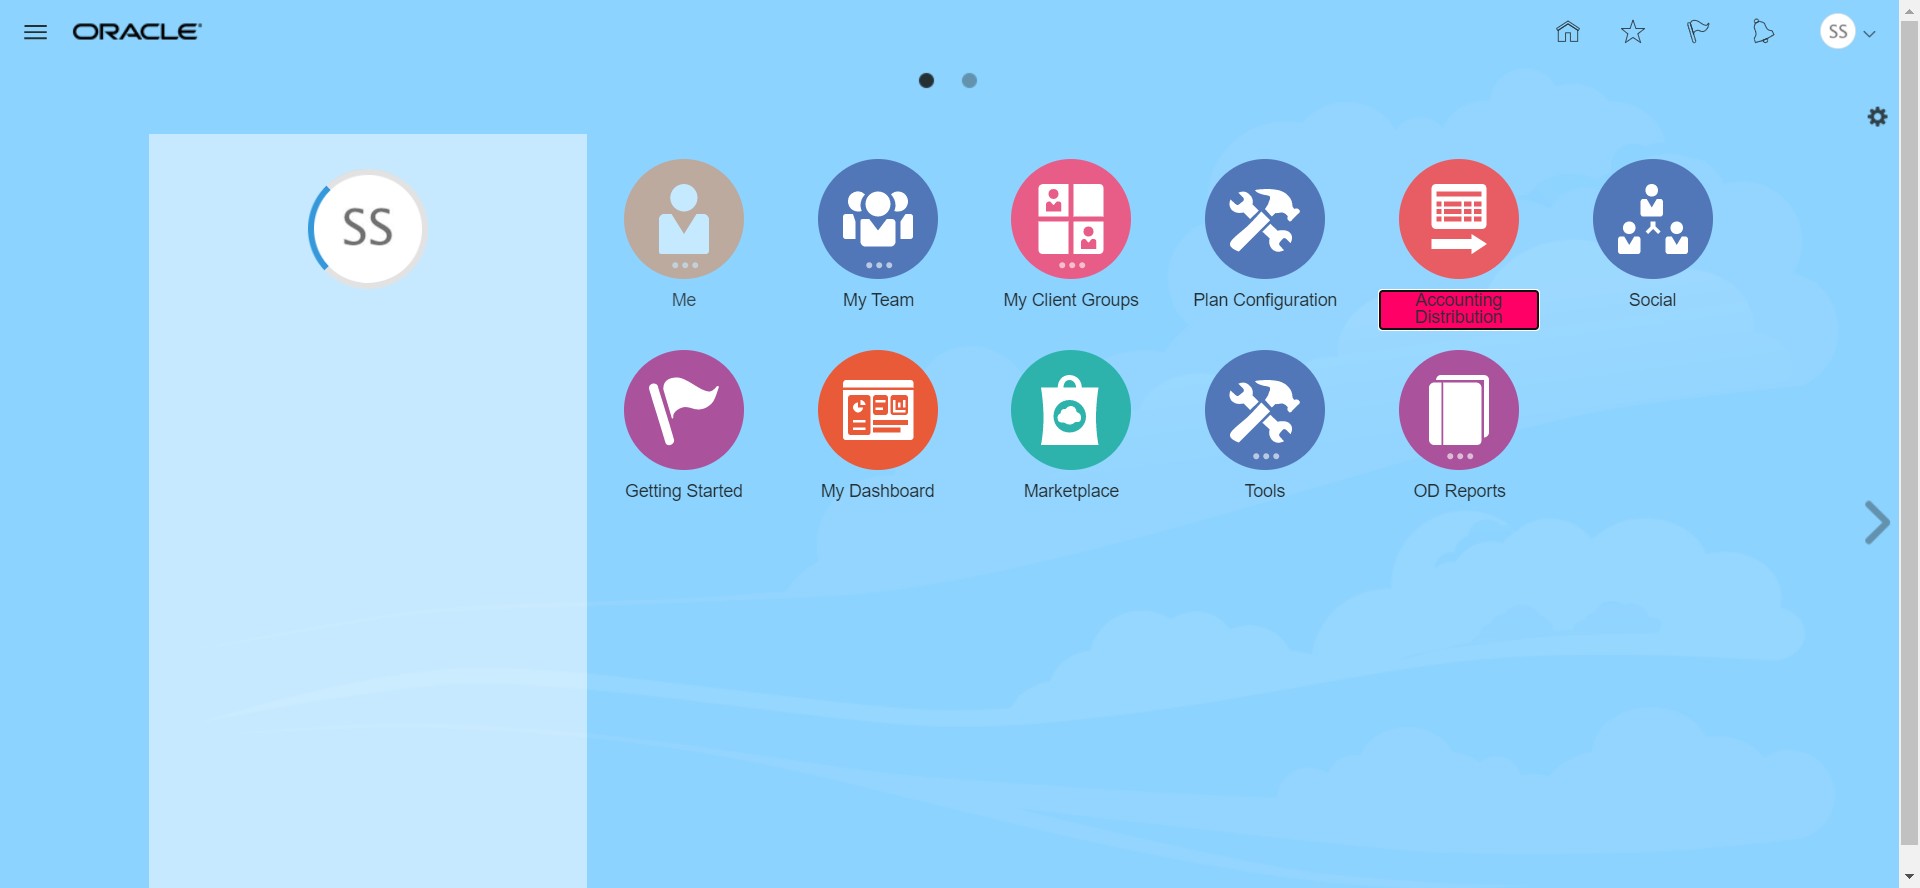 ORACLE
SS
SS
Me
My Team
My Client Groups
Plan Configuration
Accounting
Distribution
Social
Getting Started
My Dashboard
Marketplace
Tools
OD Reports